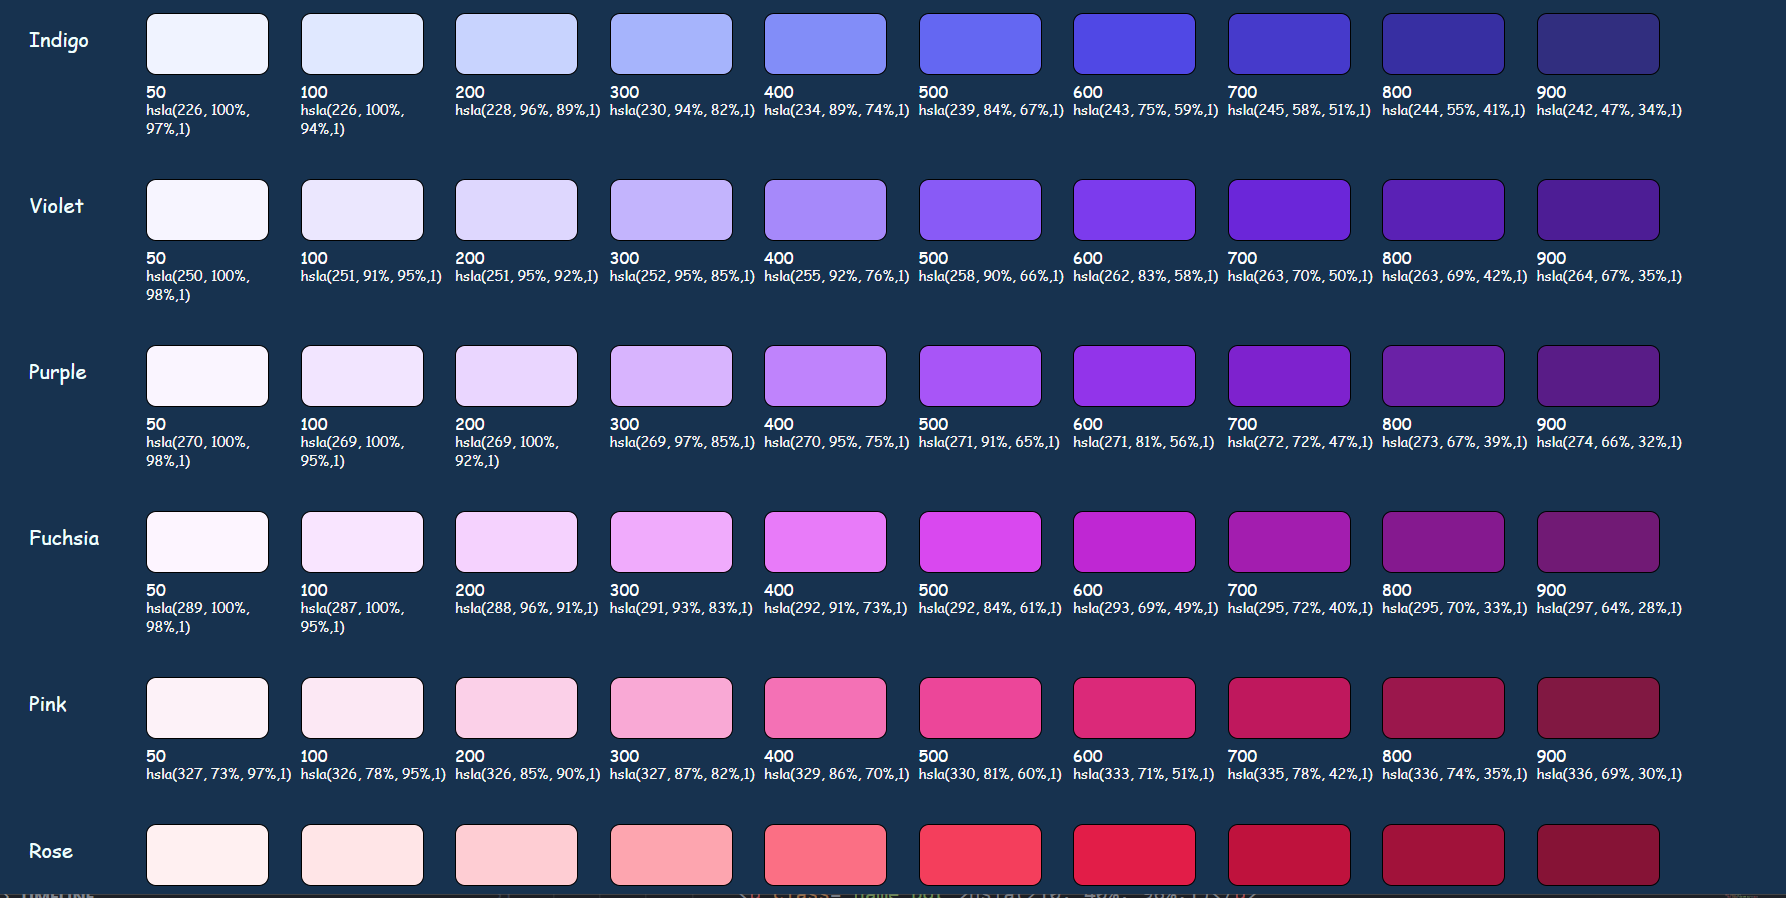 Indigo
50 100 200 300 400 500 600 700 800 900
hsla(226, 100%, hsla(226, 100%, hsla(228, 96%, 89%,1) hsla(230, 94%, 82%,1) hsla(234, 89%, 74%,1) hsla(239, 84%, 67%,1) hsla(243, 75%, 59%,1) hsla(245, 58%, 51%,1) hsla(244, 55%, 41%,1) hsla(242, 47%, 34%,1)
97%,1) 94%,1)
Violet
50 100 200 300 400 500 600 700 800 900
hsla(250, 100%, hsla(251, 91%, 95%,1) hsla(251, 95%, 92%,1) hsla(252, 95%, 85%,1) hsla(255, 92%, 76%,1) hsla(258, 90%, 66%,1) hsla(262, 83%, 58%,1) hsla(263, 70%, 50%,1) hsla(263, 69%, 42%,1) hsla(264, 67%, 35%,1)
98%,1)
Purple
50 100 200 300 400 500 600 700 800 900
hsla(270, 100%, hsla(269, 100%, hsla(269, 100%, hsla(269, 97%, 85%,1) hsla(270, 95%, 75%,1) hsla(271, 91%, 65%,1) hsla(271, 81%, 56%,1) hsla(272, 72%, 47%,1) hsla(273, 67%, 39%,1) hsla(274, 66%, 32%,1)
98%,1) 95%,1) 92%,1)
Fuchsia
50 100 200 300 400 500 600 700 800 900
hsla(289, 100%, hsla(287, 100%, hsla(288, 96%, 91%,1) hsla(291, 93%, 83%,1) hsla(292, 91%, 73%,1) hsla(292, 84%, 61%,1) hsla(293, 69%, 49%,1) hsla(295, 72%, 40%,1) hsla(295, 70%, 33%,1) hsla(297, 64%, 28%,1)
98%,1) 95%,1)
Pink
50 100 200 300 400 500 600 700 800 900
hsla(327, 73%, 97%,1) hsla(326, 78%, 95%,1) hsla(326, 85%, 90%,1) hsla(327, 87%, 82%,1) hsla(329, 86%, 70%,1) hsla(330, 81%, 60%,1) hsla(333, 71%, 51%,1) hsla(335, 78%, 42%,1) hsla(336, 74%, 35%,1) hsla(336, 69%, 30%,1)
Rose